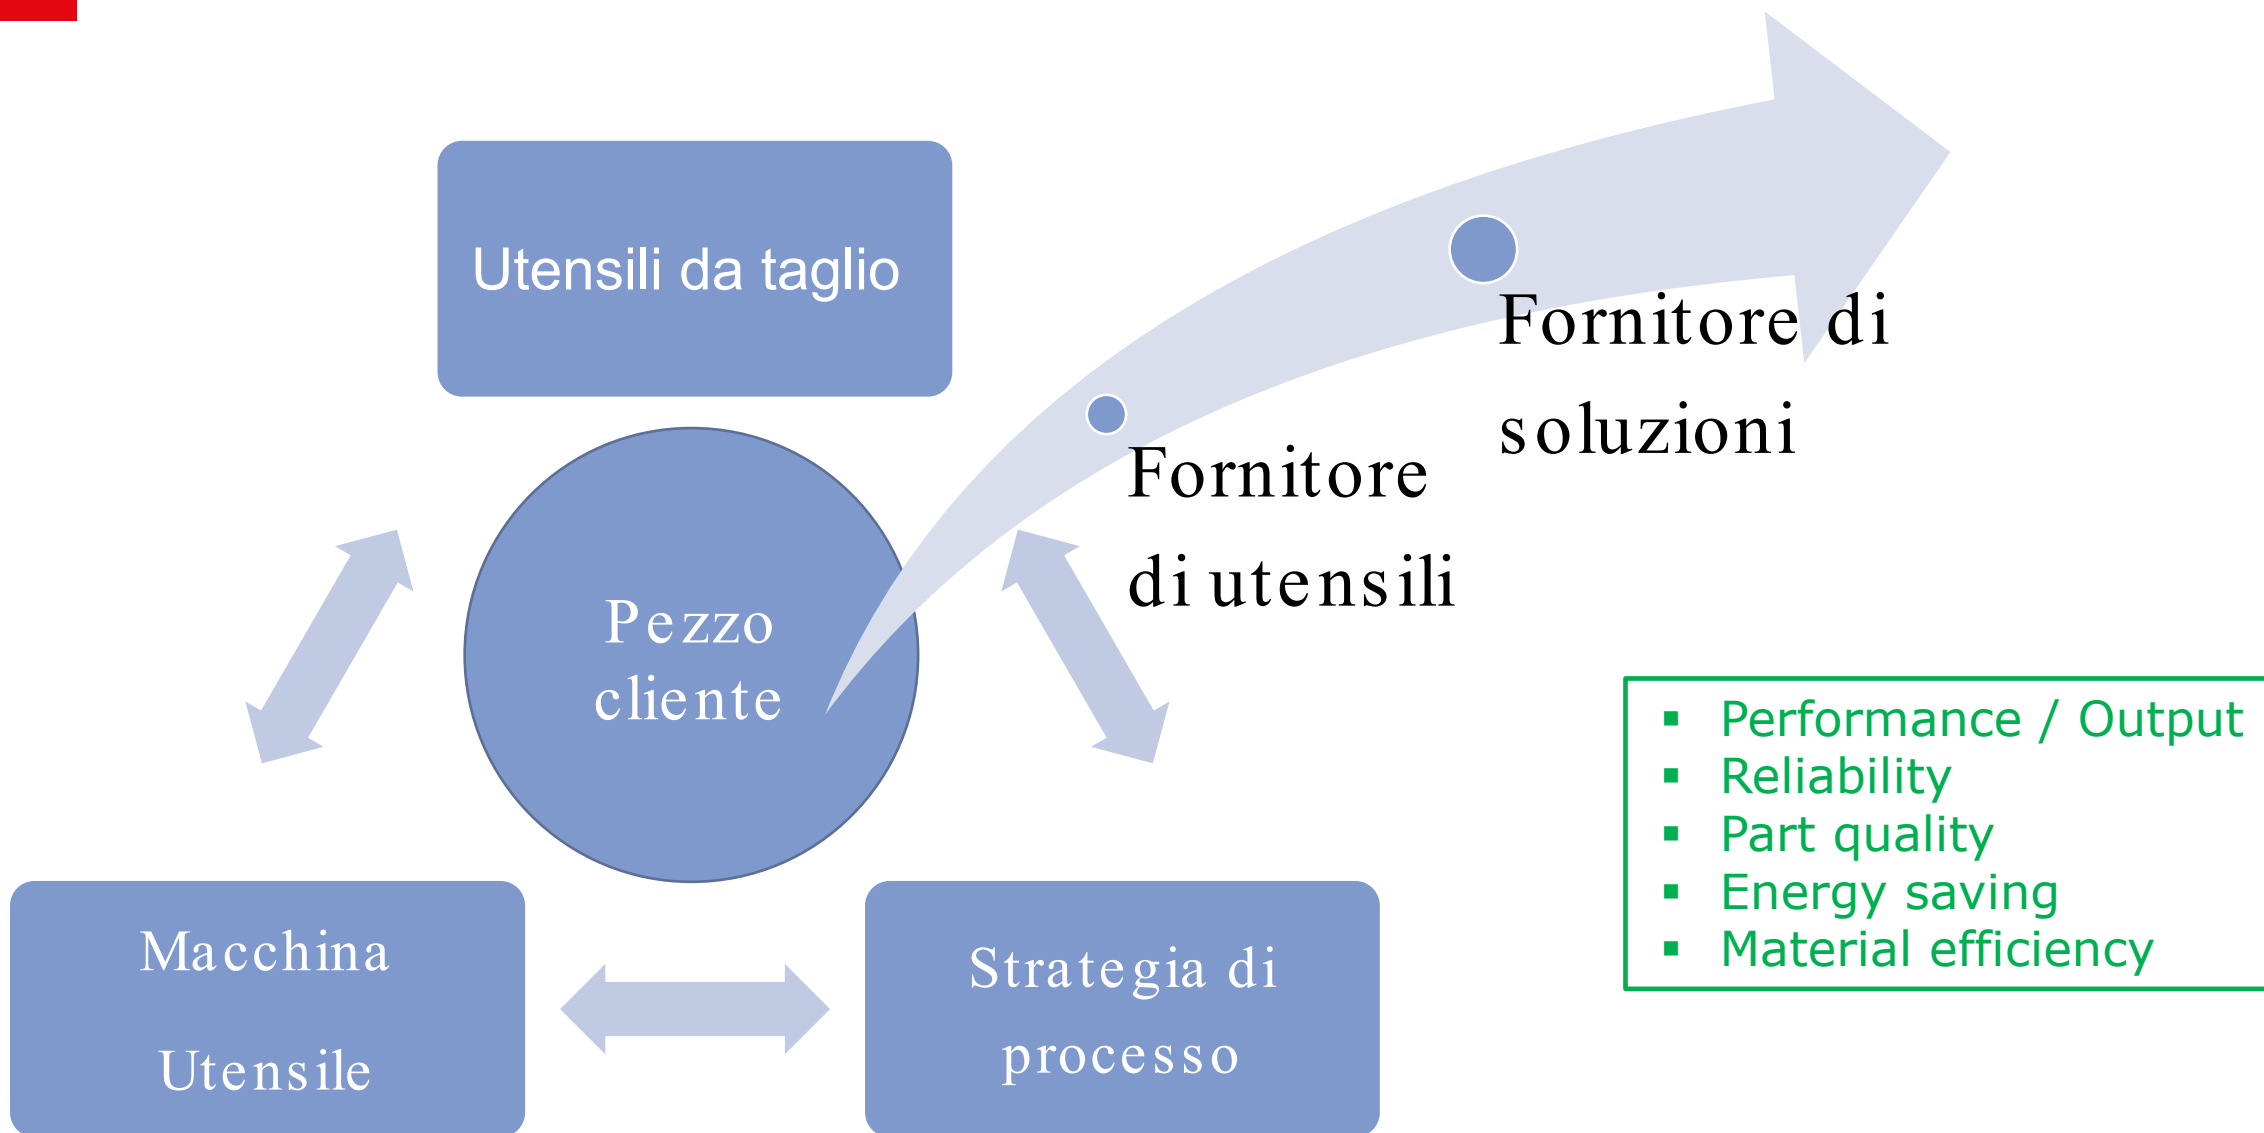 Utensili da taglio
Fornitore di
soluzioni
Fornitore
di utensili
Pezzo
cliente
Macchina
Utensile
Strategia di
processo
▪ Performance / Output
▪ Reliability
▪ Part quality
▪ Energy saving
▪ Material efficiency